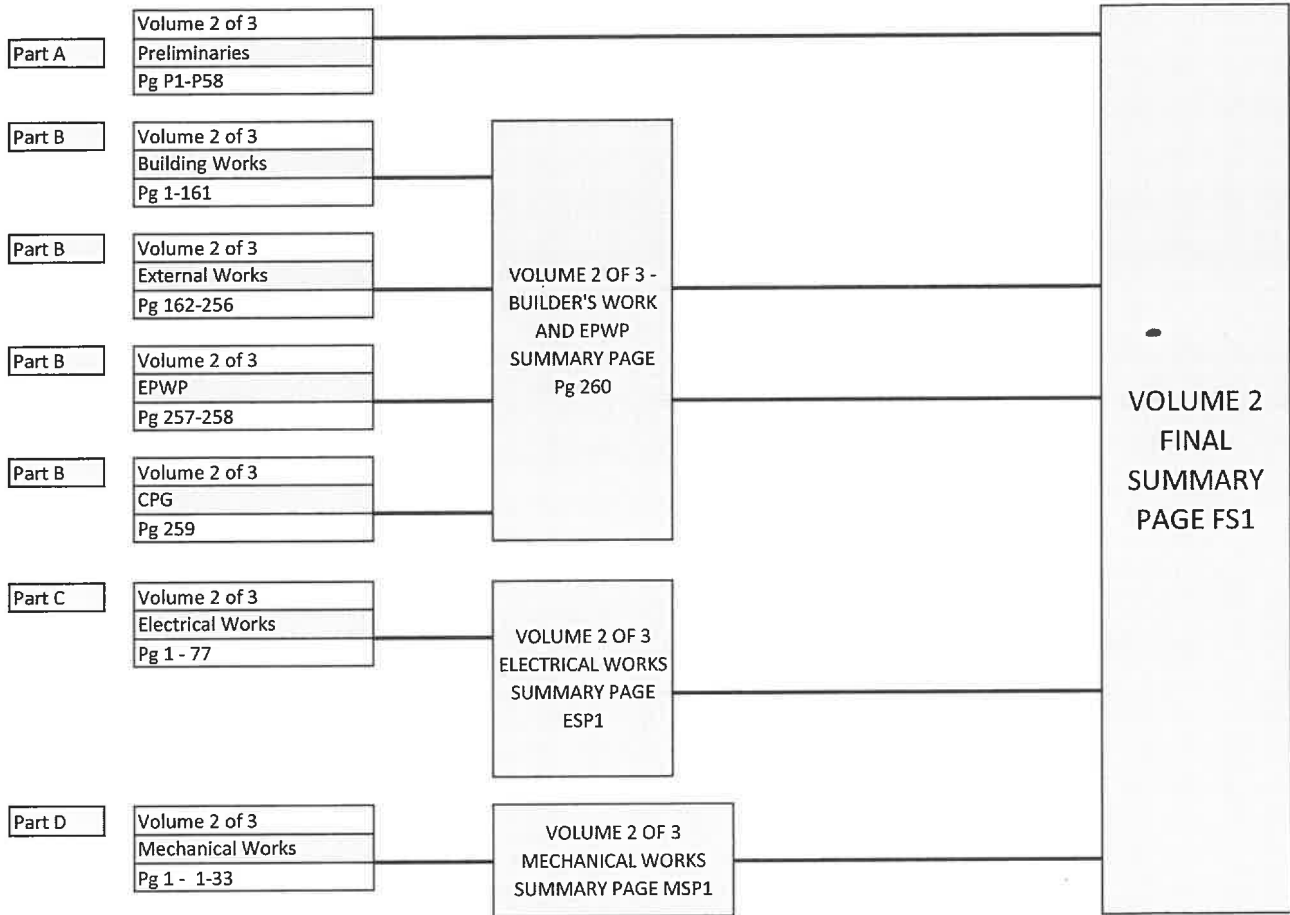 Part A
Volume 2 of 3
Preliminaries
Pg P1-P58
Part B
Volume 2 of 3
Building Works
Pg 1-161
Part B
Volume 2 of 3
External Works
Pg 162-256
Part B
Volume 2 of 3
EPWP
Pg 257-258
Part B
Volume 2 of 3
CPG
Pg 259
VOLUME 2 OF 3 -
BUILDER'S WORK
AND EPWP
SUMMARY PAGE
Pg 260
Part C
Volume 2 of 3
Electrical Works
Pg 1 - 77
VOLUME 2 OF 3
ELECTRICAL WORKS
SUMMARY PAGE
ESP1
Part D
Volume 2 of 3
Mechanical Works
Pg 1 - 1-33
VOLUME 2 OF 3
MECHANICAL WORKS
SUMMARY PAGE MSP1
VOLUME 2
FINAL
SUMMARY
PAGE FS1